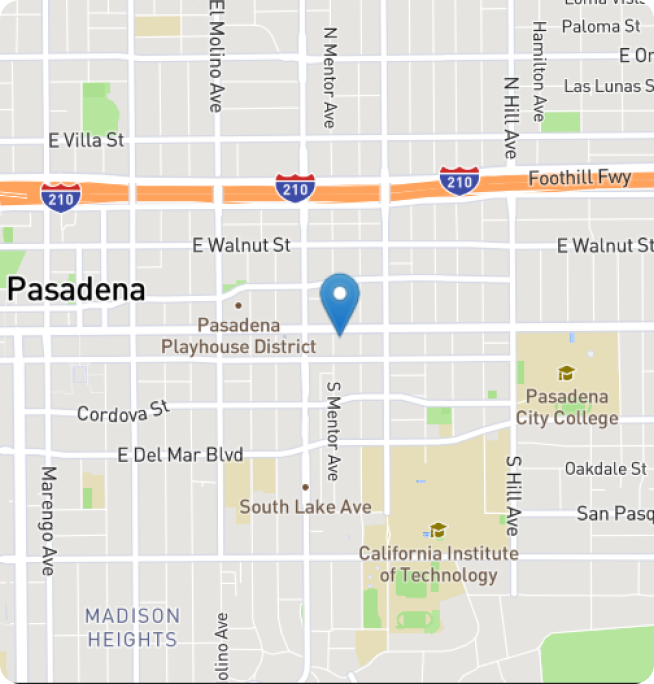 Loma Vista
Paloma St
E Or
Las Lunas S
El Molino Ave
N Mentor Ave
Hamilton Ave
N Hill Ave
E Villa St
210
210
210
Foothill Fwy
E Walnut St
E Walnut St
Pasadena
Pasadena
Playhouse District
Pasadena
City College
Cordova St
S Mentor Ave
E Del Mar Blvd
Marengo Ave
S Hill Ave
Oakdale St
South Lake Ave
San Pasq
California Institute
of Technology
MADISON
HEIGHTS
olino Ave